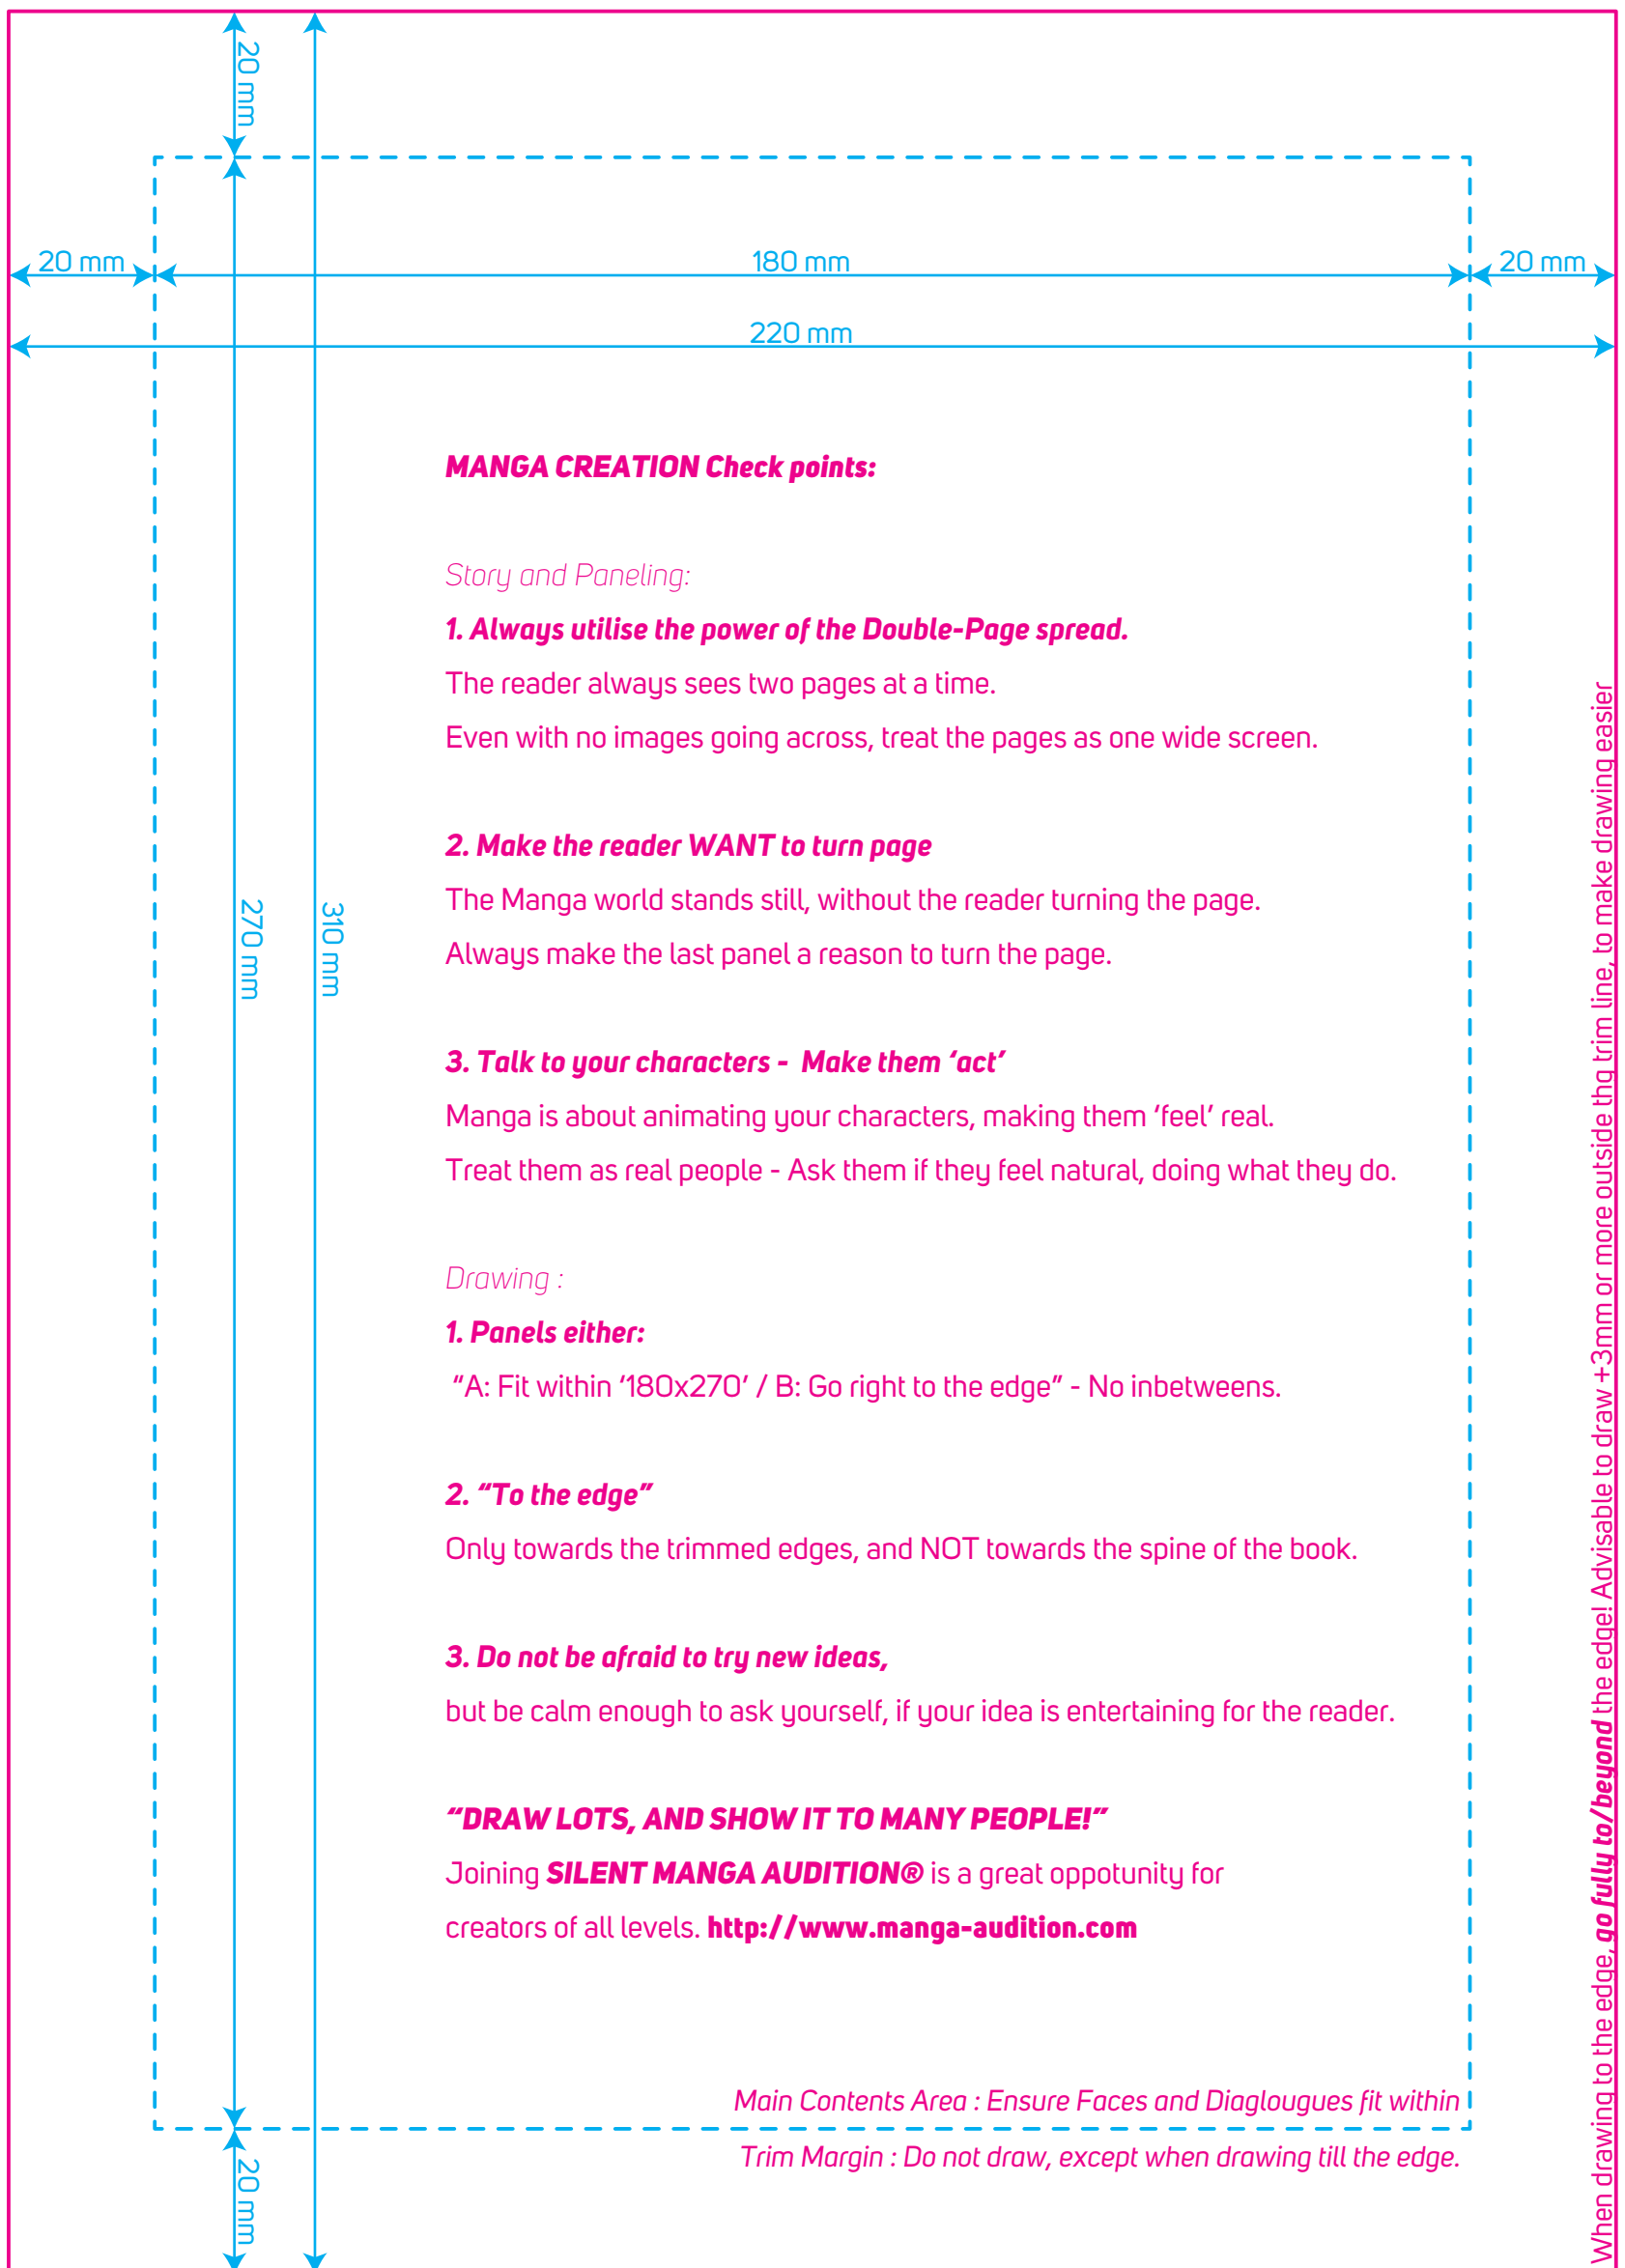 20 mm
20 mm
180 mm
20 mm
220 mm
MANGA CREATION Check points:
Story and Paneling:
1. Always utilise the power of the Double-Page spread.
The reader always sees two pages at a time.
Even with no images going across, treat the pages as one wide screen.
2. Make the reader WANT to turn page
The Manga world stands still, without the reader turning the page.
Always make the last panel a reason to turn the page.
270 mm
310 mm
3. Talk to your characters -  Make them ‘act’
Manga is about animating your characters, making them ‘feel’ real.
Treat them as real people - Ask them if they feel natural, doing what they do.
Drawing :
1. Panels either:
“A: Fit within ‘180x270’ / B: Go right to the edge” - No inbetweens.
2. “To the edge”
Only towards the trimmed edges, and NOT towards the spine of the book.
3. Do not be afraid to try new ideas,
but be calm enough to ask yourself, if your idea is entertaining for the reader.
“DRAW LOTS, AND SHOW IT TO MANY PEOPLE!”
Joining SILENT MANGA AUDITION® is a great oppotunity for
creators of all levels. http://www.manga-audition.com
Main Contents Area : Ensure Faces and Diaglougues fit within
Trim Margin : Do not draw, except when drawing till the edge.
20 mm
When drawing to the edge, go fully to/beyond the edge! Advisable to draw +3mm or more outside thg trim line, to make drawing easier